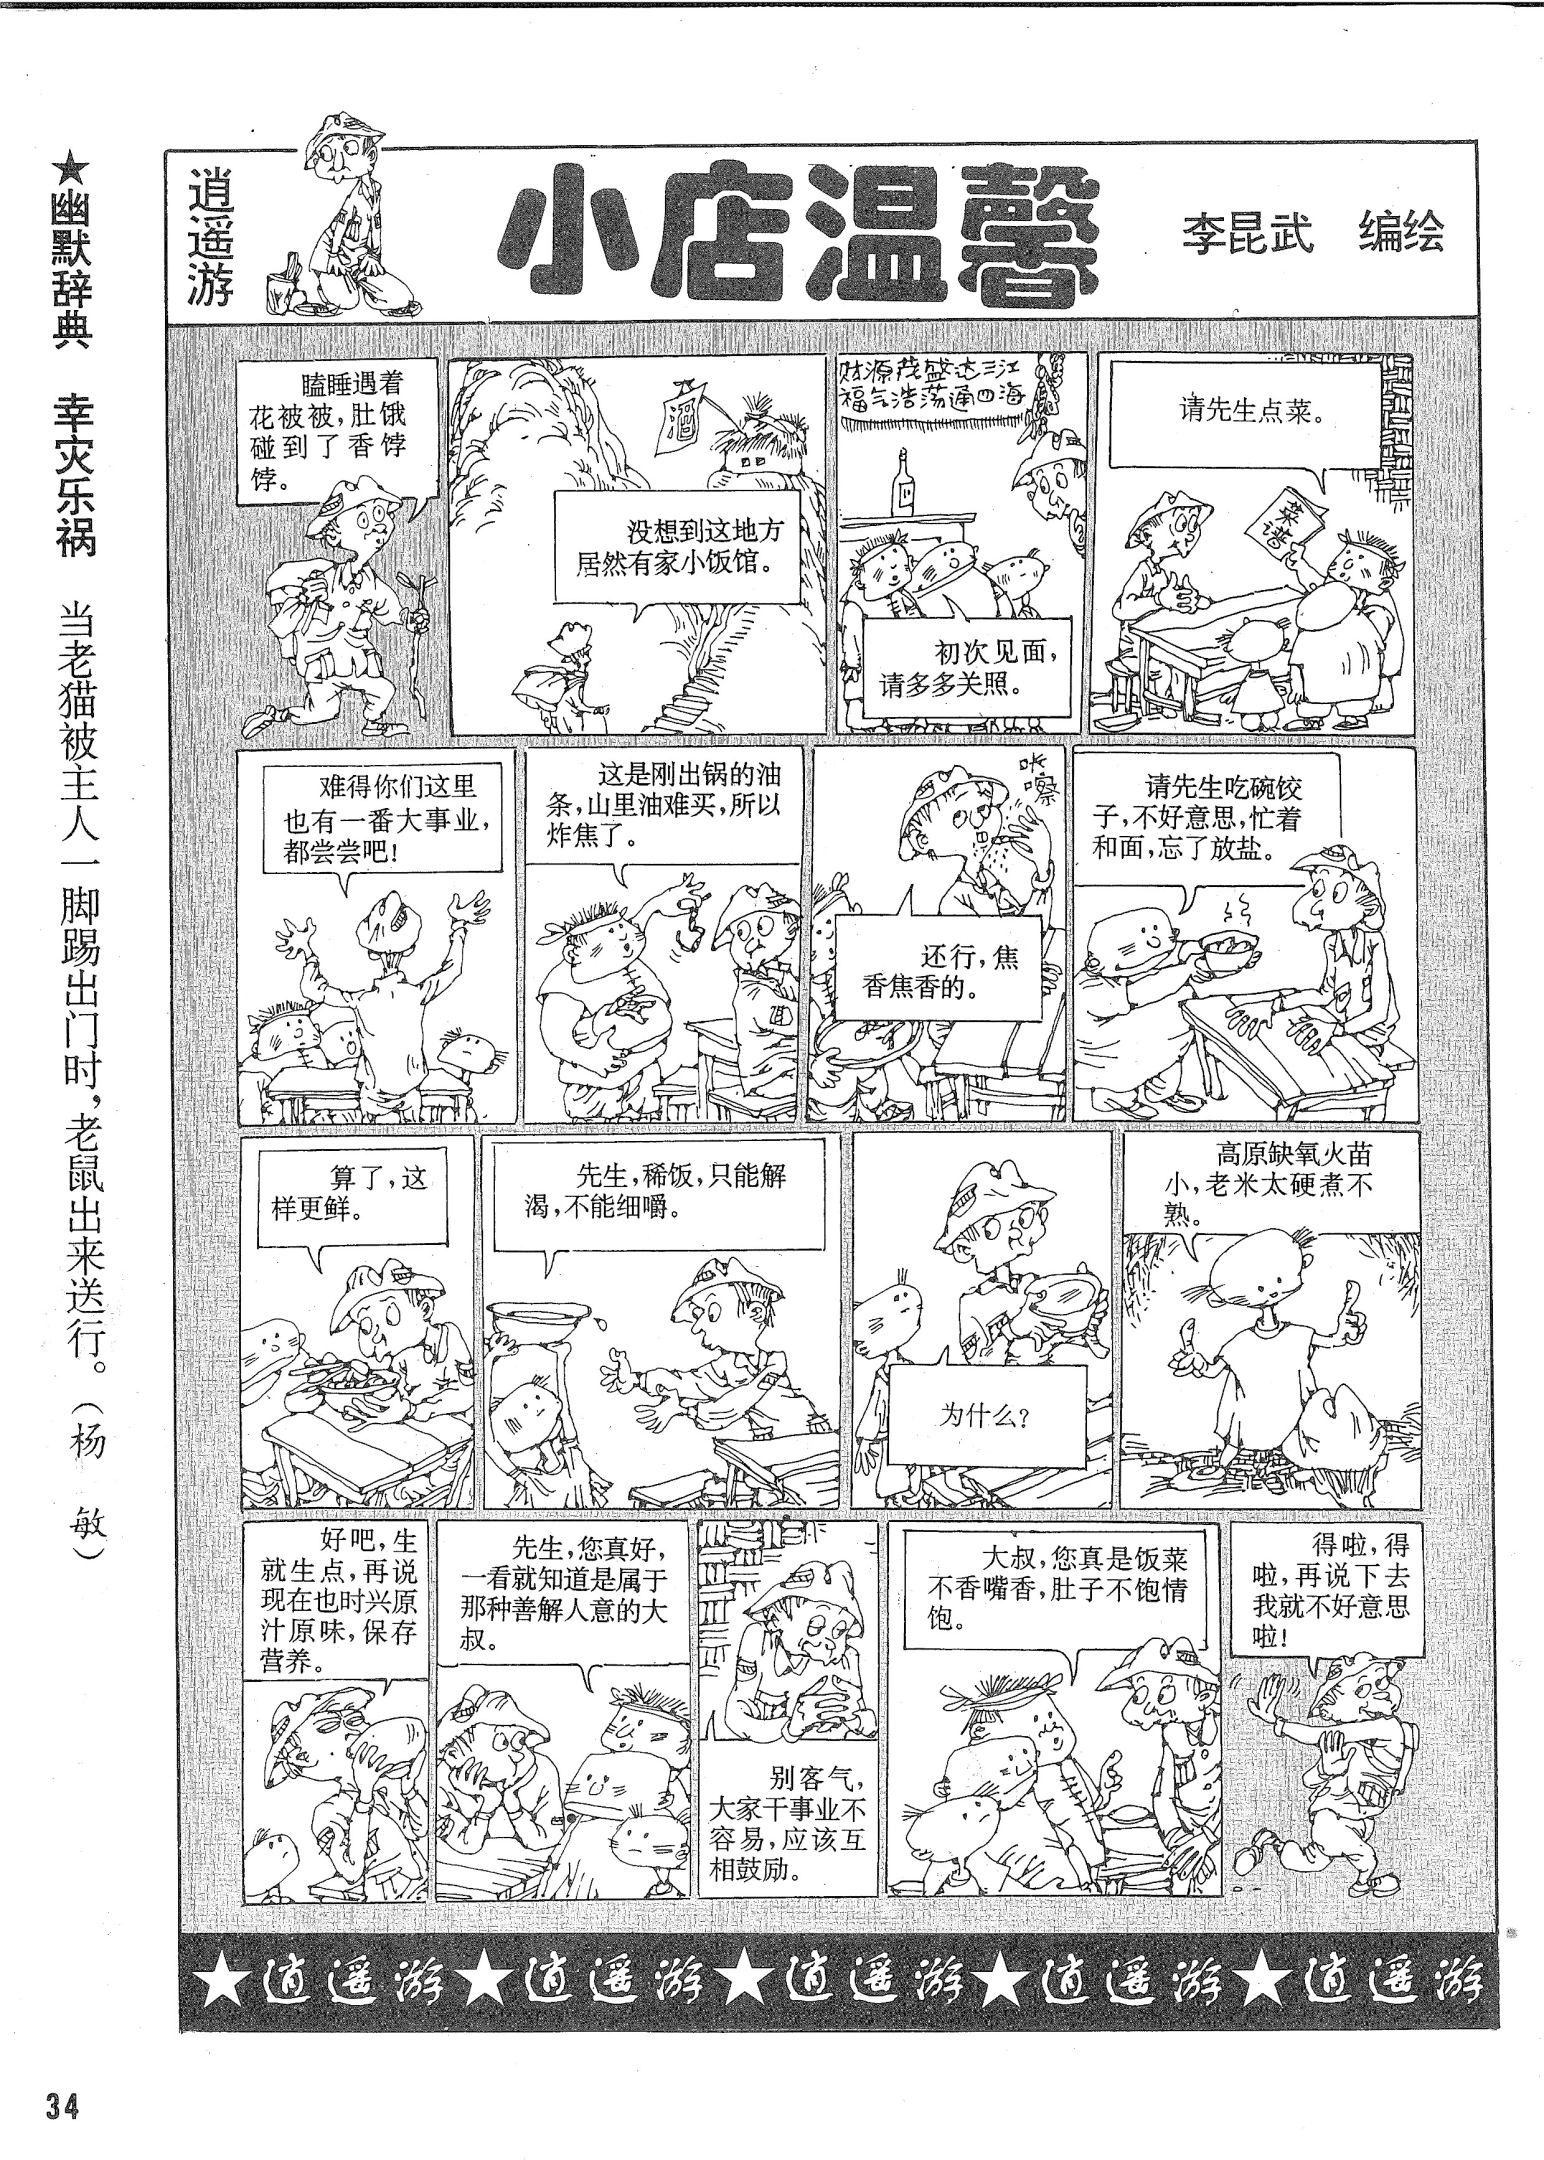 ★幽默辞典　幸灾乐祸　当老猫被主人一脚踢出门时,老鼠出来送行。（杨　敏）
逍遥游
小店温馨
李昆武　编绘
瞌睡遇着
花被被,肚饿
碰到了香饽
饽。
酒
没想到这地方
居然有家小饭馆。
财源茂盛达三江
福气浩荡通四海
初次见面,
请多多关照。
请先生点菜。
菜谱
难得你们这里
也有一番大事业,
都尝尝吧!
这是刚出锅的油
条,山里油难买,所以
炸焦了。
咔嚓
还行,焦
香焦香的。
请先生吃碗饺
子,不好意思,忙着
和面,忘了放盐。
算了,这
样更鲜。
先生,稀饭,只能解
渴,不能细嚼。
为什么?
高原缺氧火苗
小,老米太硬煮不
熟。
好吧,生
就生点,再说
现在也时兴原
汁原味,保存
营养。
先生,您真好,
一看就知道是属于
那种善解人意的大
叔。
别客气,
大家干事业不
容易,应该互
相鼓励。
大叔,您真是饭菜
不香嘴香,肚子不饱情
饱。
得啦,得
啦,再说下去
我就不好意思
啦!
★逍遥游★逍遥游★逍遥游★逍遥游★逍遥游
34